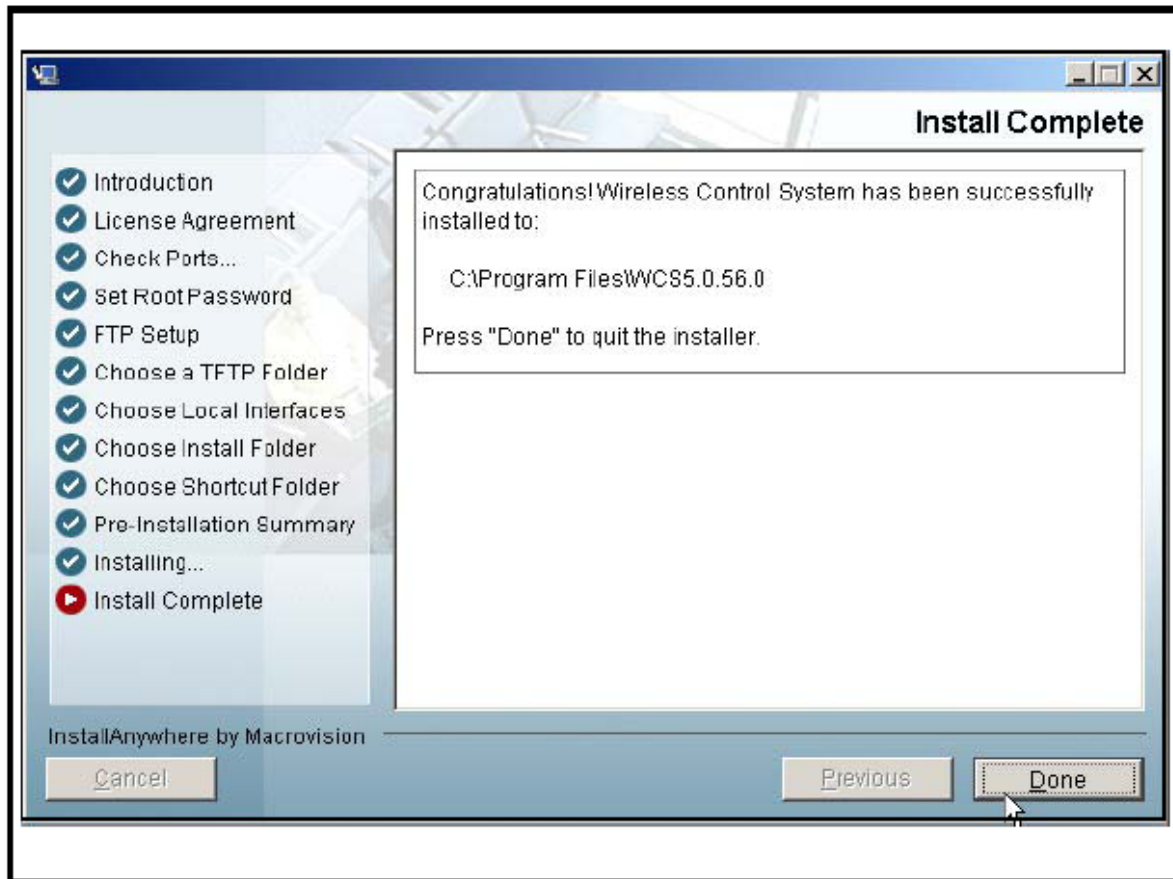 Install Complete
Introduction
License Agreement
Check Ports...
Set Root Password
FTP Setup
Choose a TFTP Folder
Choose Local Interfaces
Choose Install Folder
Choose Shortcut Folder
Pre-Installation Summary
Installing...
Install Complete
Congratulations! Wireless Control System has been successfully
installed to:
C:\Program Files\WCS5.0.56.0
Press "Done" to quit the installer.
InstallAnywhere by Macrovision
Cancel
Previous
Done